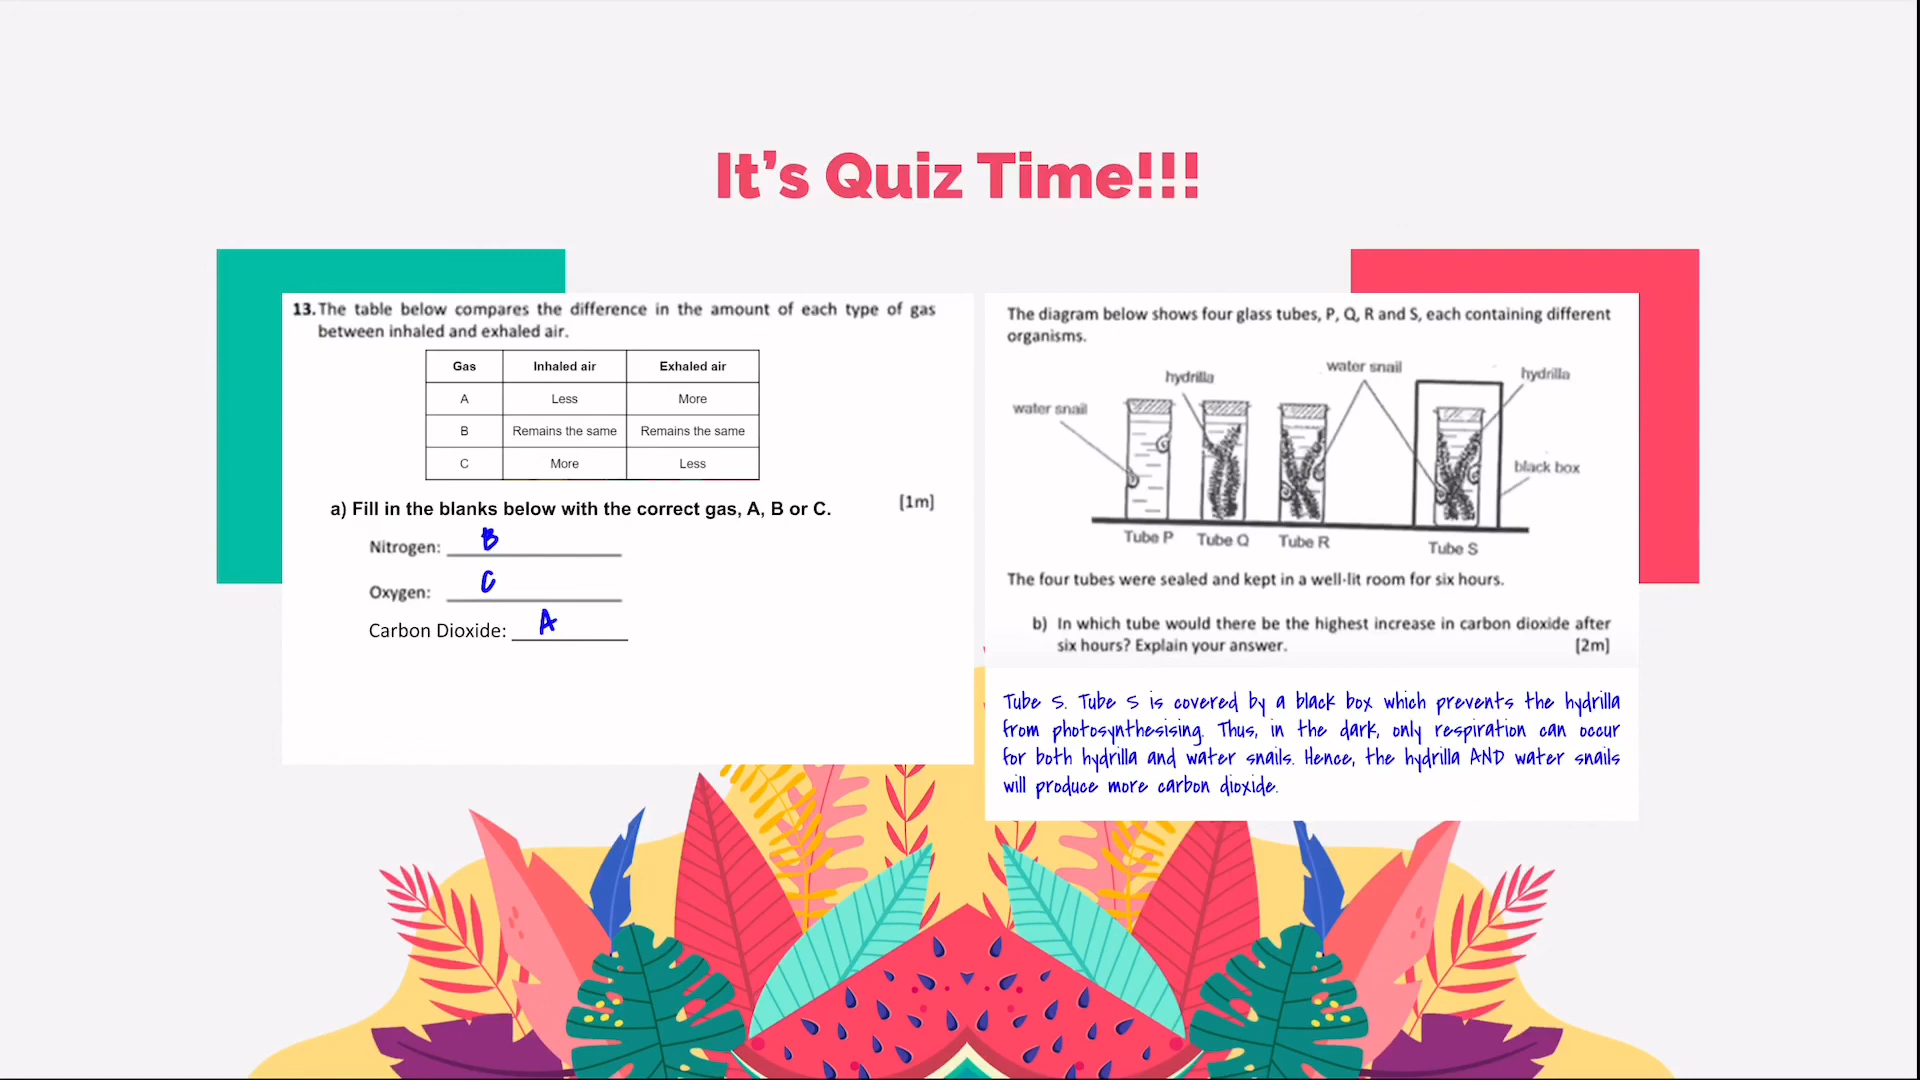 It's Quiz Time!!!
13. The table below compares the difference in the amount of each type of gas
between inhaled and exhaled air.
Gas Inhaled air Exhaled air
A Less More
B Remains the same Remains the same
C More Less
a) Fill in the blanks below with the correct gas, A, B or C. [1m]
Nitrogen: B
Oxygen: C
Carbon Dioxide: A
The diagram below shows four glass tubes, P, Q, R and S, each containing different
organisms.
water snail
hydrilla
water snail
hydrilla
black box
Tube P Tube Q Tube R Tube S
The four tubes were sealed and kept in a well-lit room for six hours.
b) In which tube would there be the highest increase in carbon dioxide after
six hours? Explain your answer. [2m]
Tube S. Tube S is covered by a black box which prevents the hydrilla
from photosynthesising. Thus, in the dark, only respiration can occur
for both hydrilla and water snails. Hence, the hydrilla AND water snails
will produce more carbon dioxide.